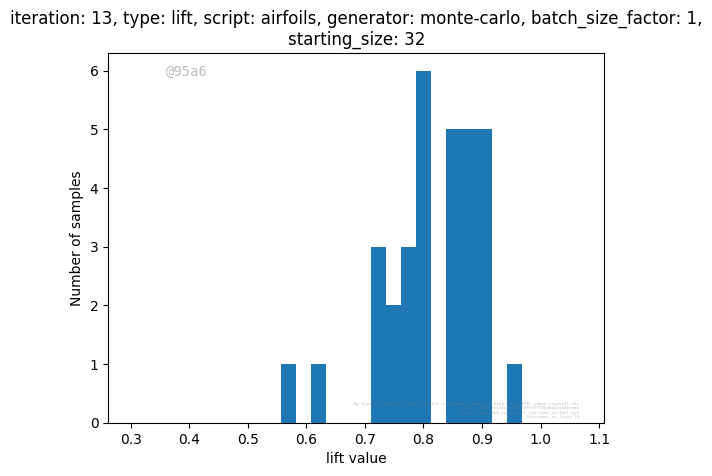 iteration: 13, type: lift, script: airfoils, generator: monte-carlo, batch_size_factor: 1,
starting_size: 32
@95a6
6
5
4
3
2
1
0
Number of samples
0.3 0.4 0.5 0.6 0.7 0.8 0.9 1.0 1.1
lift value